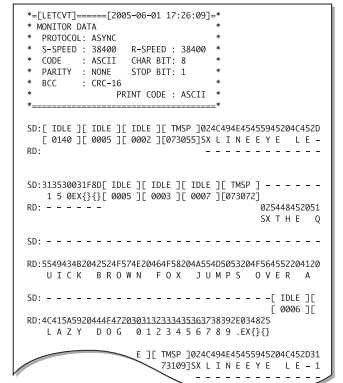 *=[LETCVT]======[2005-06-01 17:26:09]=*
* MONITOR DATA *
* PROTOCOL: ASYNC *
* S-SPEED : 38400 R-SPEED : 38400 *
* CODE : ASCII CHAR BIT: 8 *
* PARITY : NONE STOP BIT: 1 *
* BCC : CRC-16 *
* PRINT CODE : ASCII *
*=====================================*
SD:[ IDLE ][ IDLE ][ IDLE ][ TMSP ]024C494E45455945204C452D
[ 0140 ][ 0005 ][ 0002 ][073055]SX L I N E E Y E L E -
RD: - - - - - - - - - - - -
SD:313530031F8D[ IDLE ][ IDLE ][ IDLE ][ TMSP ] - - - - - -
1 5 0EX{}{}[ 0005 ][ 0003 ][ 0007 ][073072]
RD: - - - - - - 025448452051
SX T H E Q
SD: - - - - - - - - - - - - - - - - - - - - - - - - - - - -
RD:5549434B2042524F574E20464F58204A554D5053204F564552204120
U I C K B R O W N F O X J U M P S O V E R A
SD: - - - - - - - - - - - - - - - - - - - - - - - -[ IDLE ][
[ 0006 ][
RD:4C415A5920444F4720303132333435363738392E034825
L A Z Y D O G 0 1 2 3 4 5 6 7 8 9 .EX{}{}
E ][ TMSP ]024C494E45455945204C452D31
73109]SX L I N E E Y E L E - 1
- - - - - - - - - - - - -